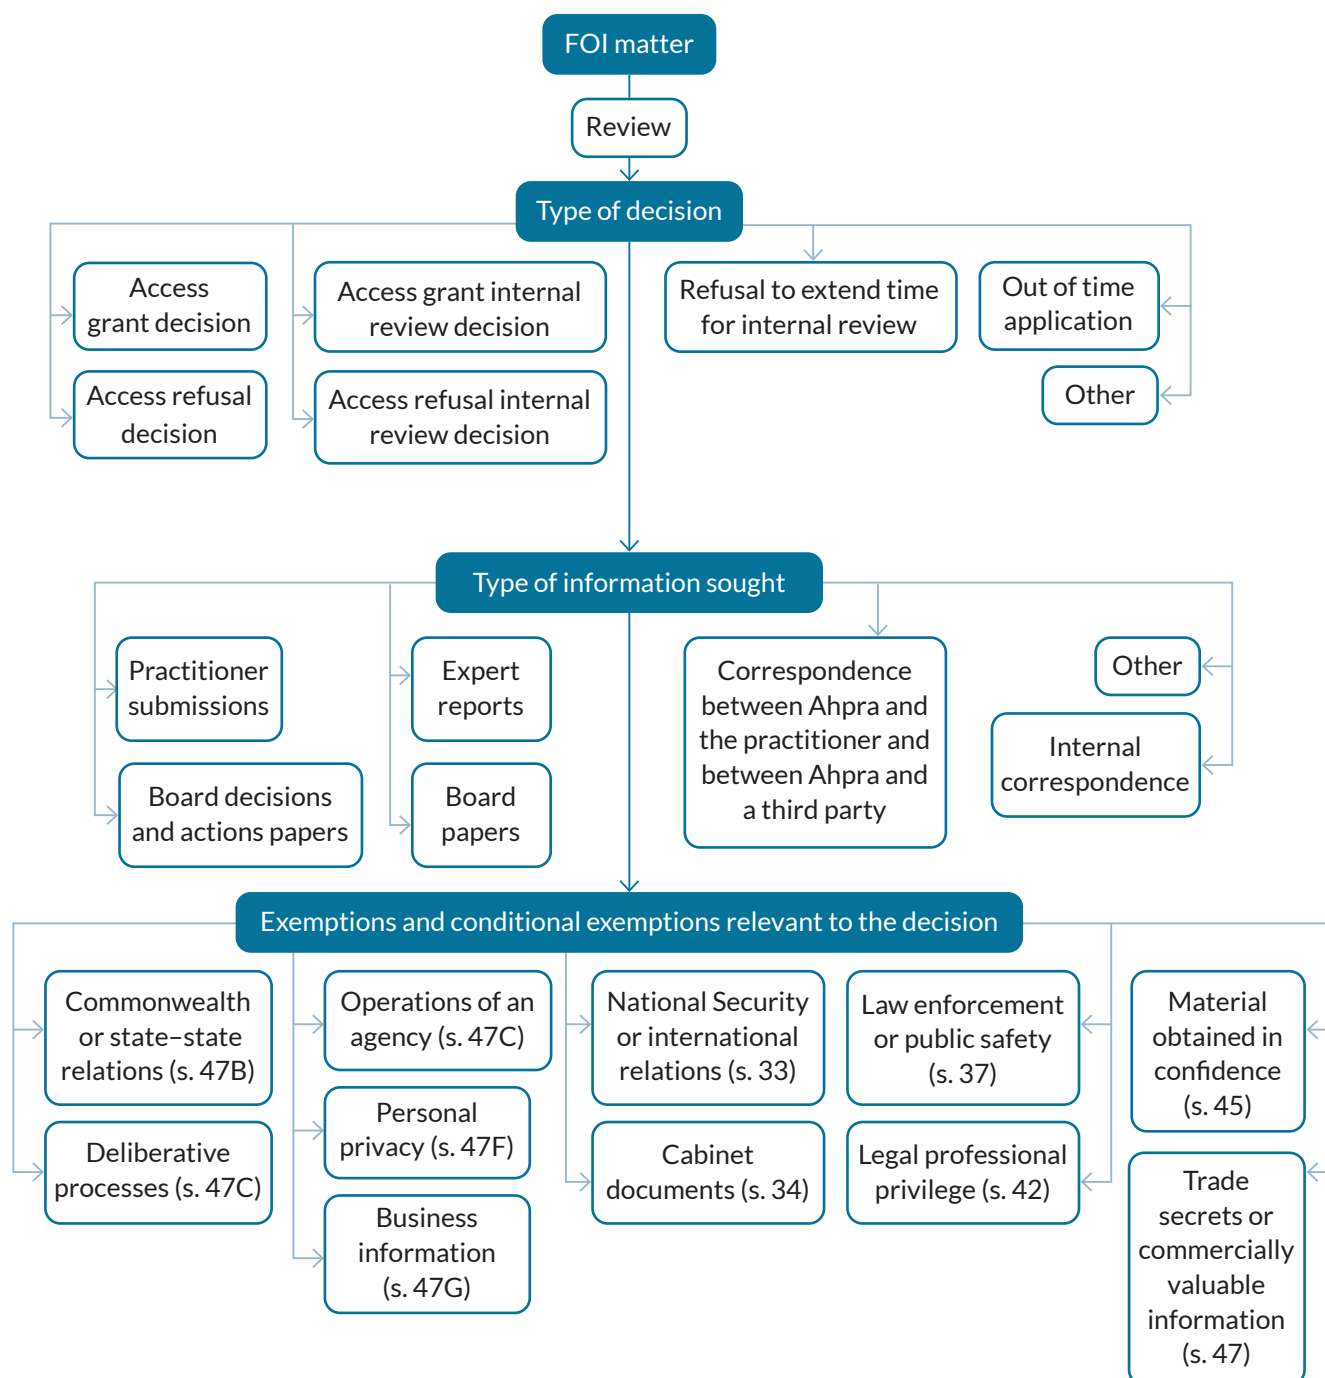 FOI matter
Review
Type of decision
Access
grant decision
Access refusal
decision
Access grant internal
review decision
Access refusal internal
review decision
Refusal to extend time
for internal review
Out of time
application
Other
Type of information sought
Practitioner
submissions
Board decisions
and actions papers
Expert
reports
Board
papers
Correspondence
between Ahpra and
the practitioner and
between Ahpra and
a third party
Other
Internal
correspondence
Exemptions and conditional exemptions relevant to the decision
Commonwealth
or state–state
relations (s. 47B)
Deliberative
processes (s. 47C)
Operations of an
agency (s. 47C)
Personal
privacy (s. 47F)
Business
information
(s. 47G)
National Security
or international
relations (s. 33)
Cabinet
documents (s. 34)
Law enforcement
or public safety
(s. 37)
Legal professional
privilege (s. 42)
Material
obtained in
confidence
(s. 45)
Trade
secrets or
commercially
valuable
information
(s. 47)